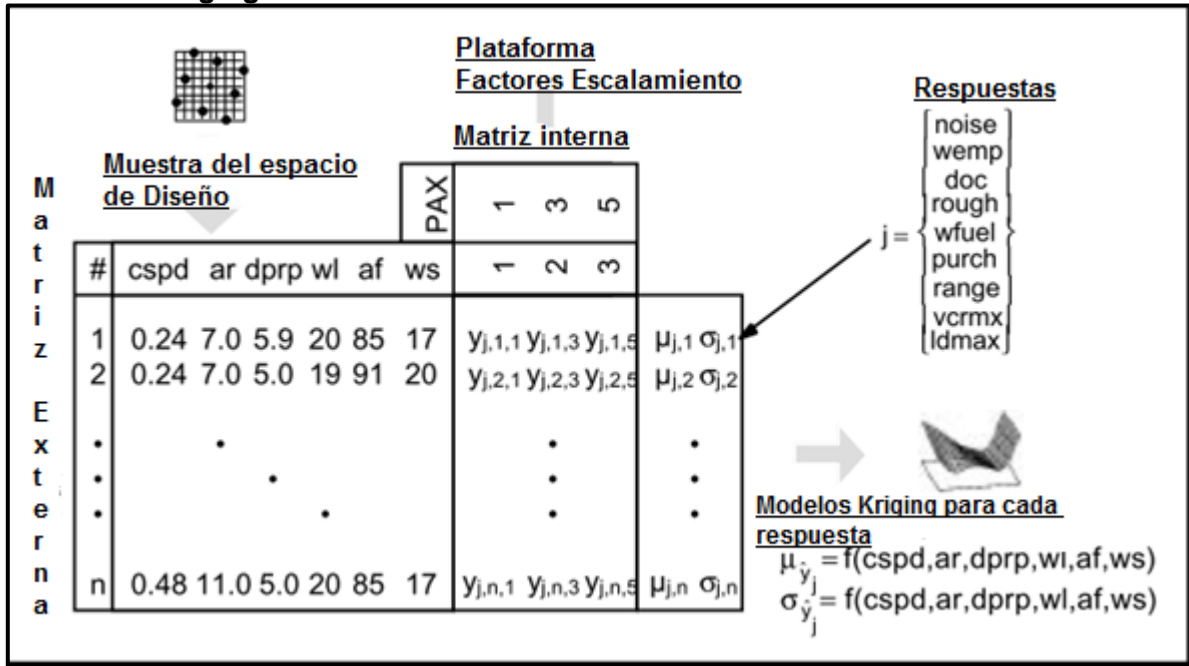 Plataforma
Factores Escalamiento
Respuestas
Matriz interna
Muestra del espacio
de Diseño
Matriz Externa
PAX 1 3 5
# cspd ar dprp wl af ws 1 2 3
1 0.24 7.0 5.9 20 85 17 yj,1,1 yj,1,3 yj,1,5 μj,1 σj,1
2 0.24 7.0 5.0 19 91 20 yj,2,1 yj,2,3 yj,2,5 μj,2 σj,2
n 0.48 11.0 5.0 20 85 17 yj,n,1 yj,n,3 yj,n,5 μj,n σj,n
j =
noise
wemp
doc
rough
wfuel
purch
range
vcrmx
ldmax
Modelos Kriging para cada
respuesta
μŷj = f(cspd,ar,dprp,wl,af,ws)
σŷj = f(cspd,ar,dprp,wl,af,ws)